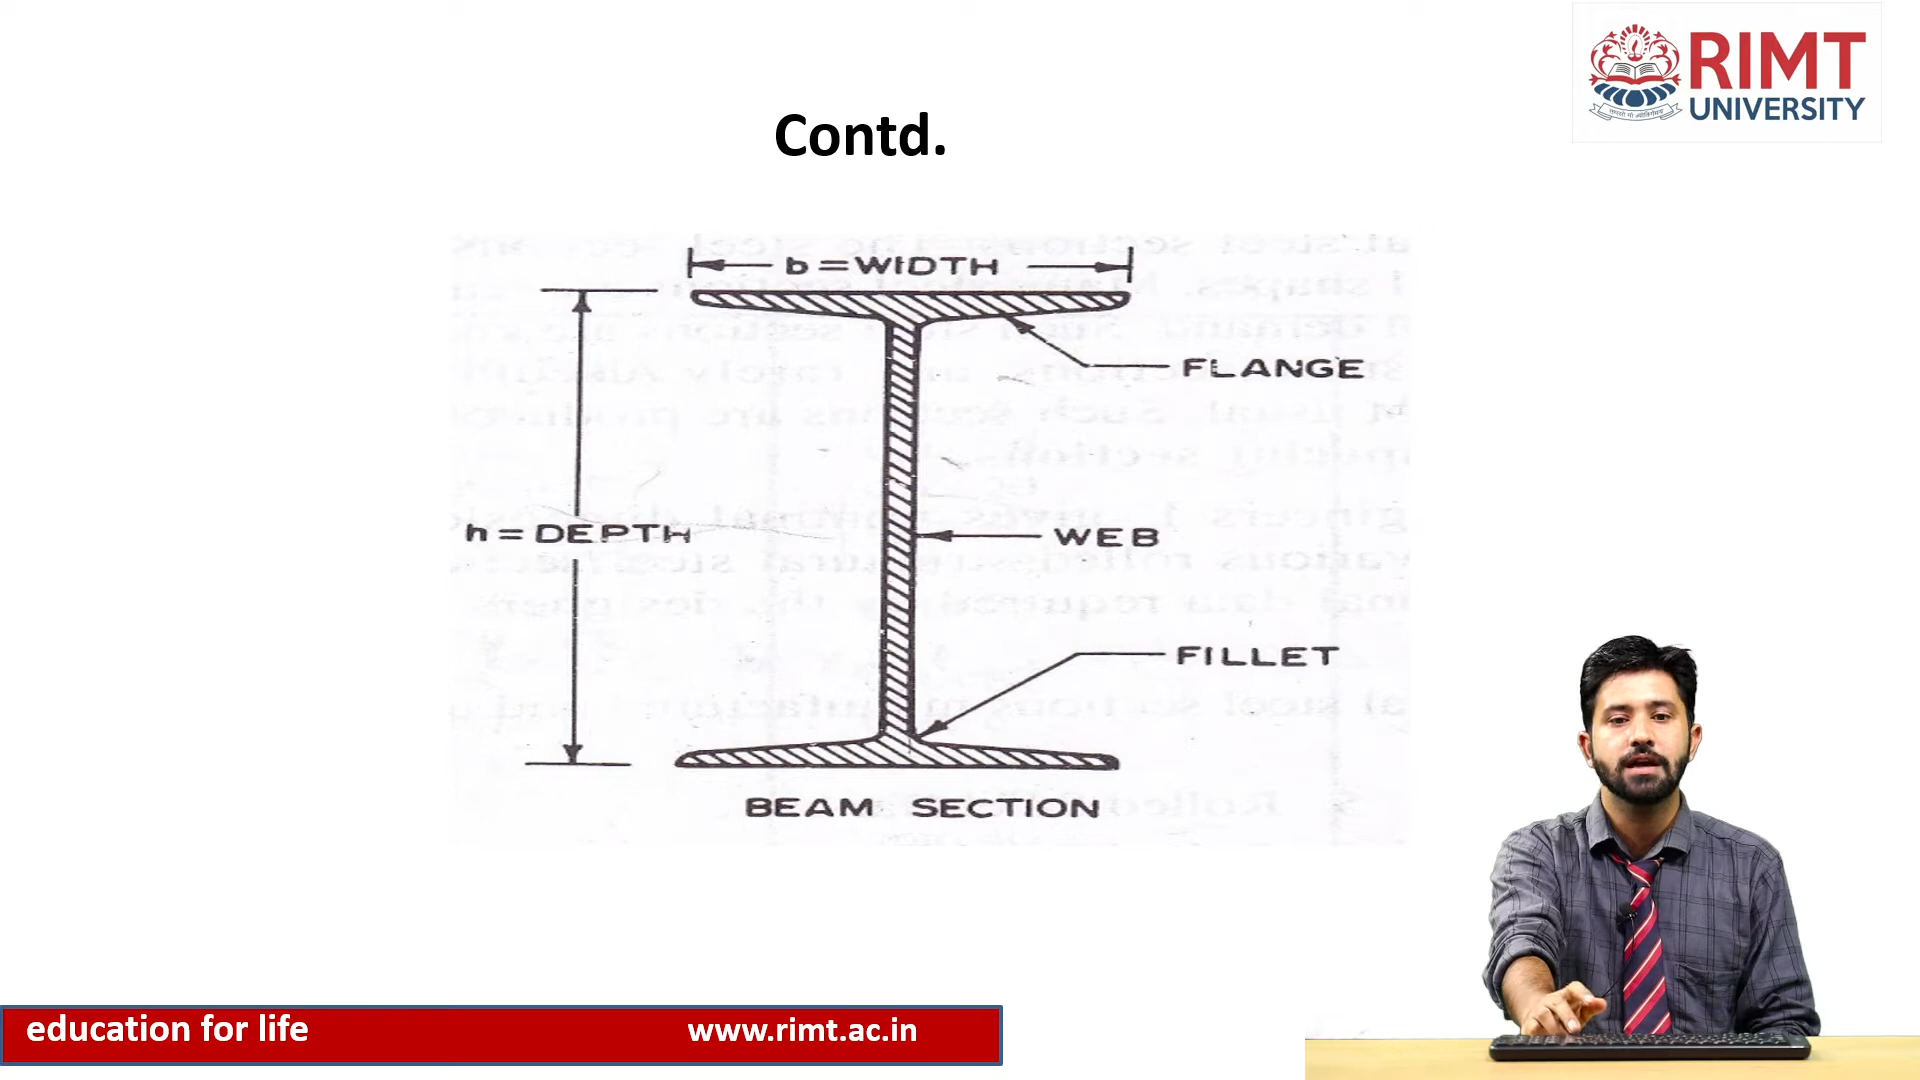 RIMT
UNIVERSITY
Contd.
b=WIDTH
FLANGE
h=DEPTH
WEB
FILLET
BEAM SECTION
education for life
www.rimt.ac.in